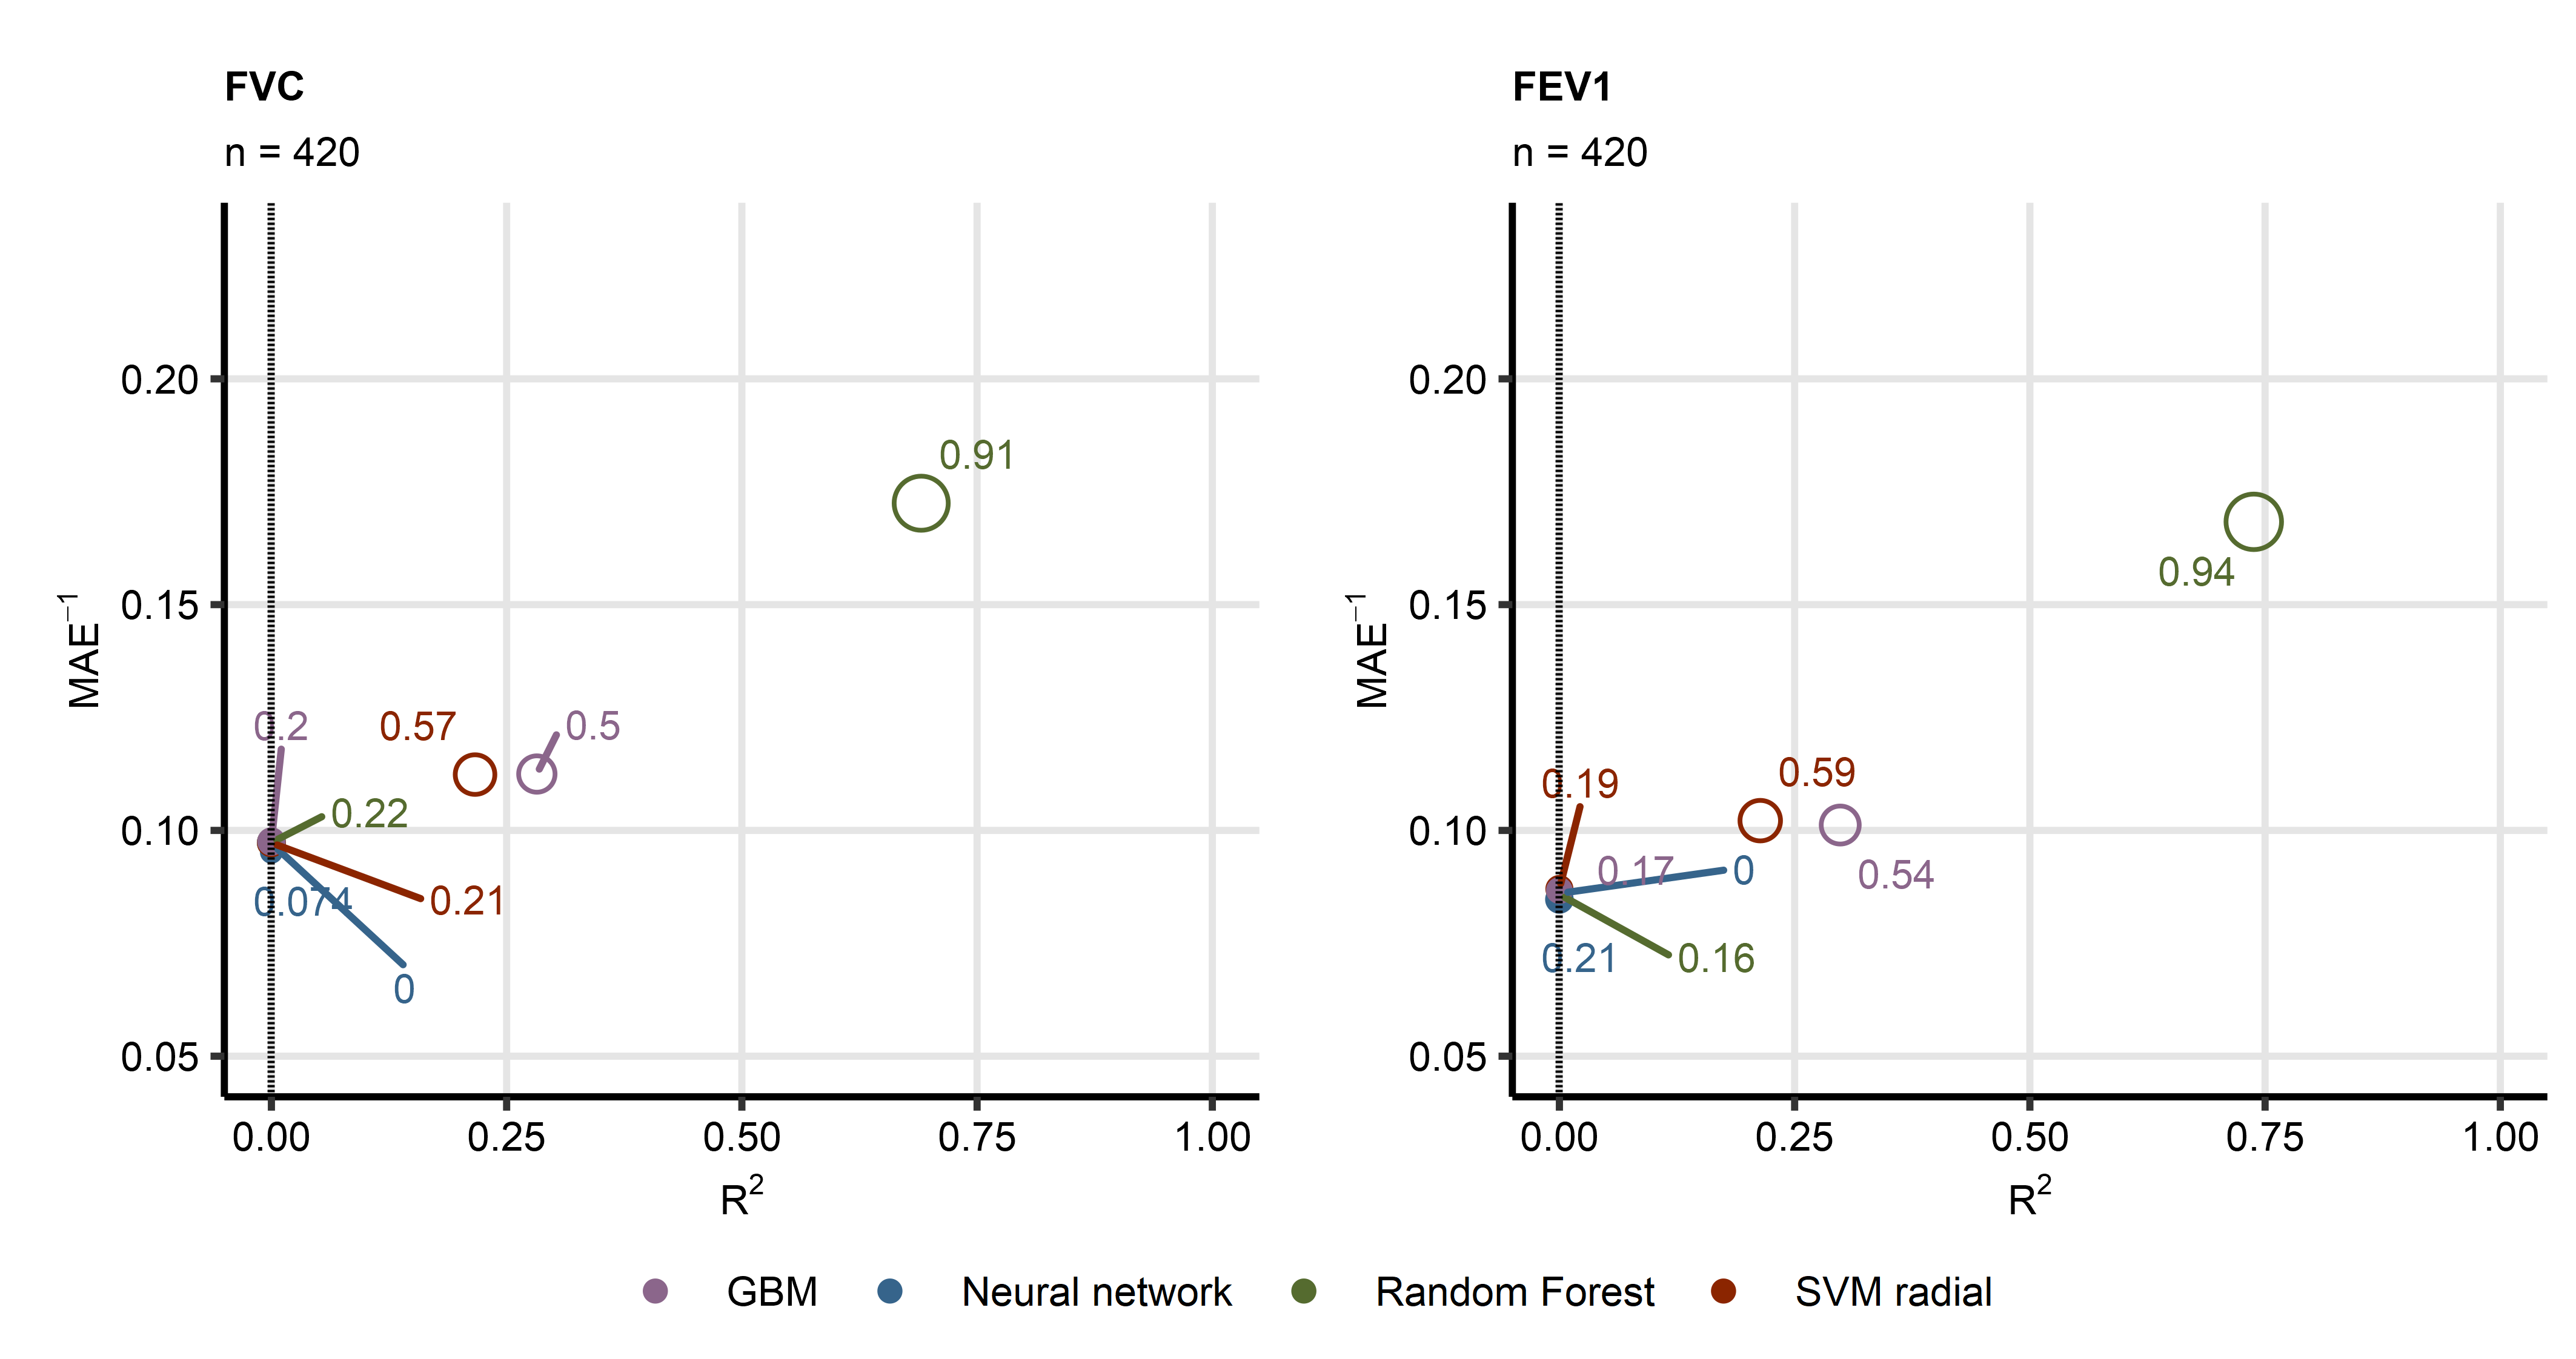 FVC
n = 420
0.20
0.15
0.10
0.05
MAE⁻¹
0.91
0.57
0.5
0.2
0.22
0.21
0.074
0
0.00 0.25 0.50 0.75 1.00
R²
FEV1
n = 420
0.20
0.15
0.10
0.05
MAE⁻¹
0.94
0.59
0.54
0.19
0.17
0
0.16
0.21
0.00 0.25 0.50 0.75 1.00
R²
GBM Neural network Random Forest SVM radial